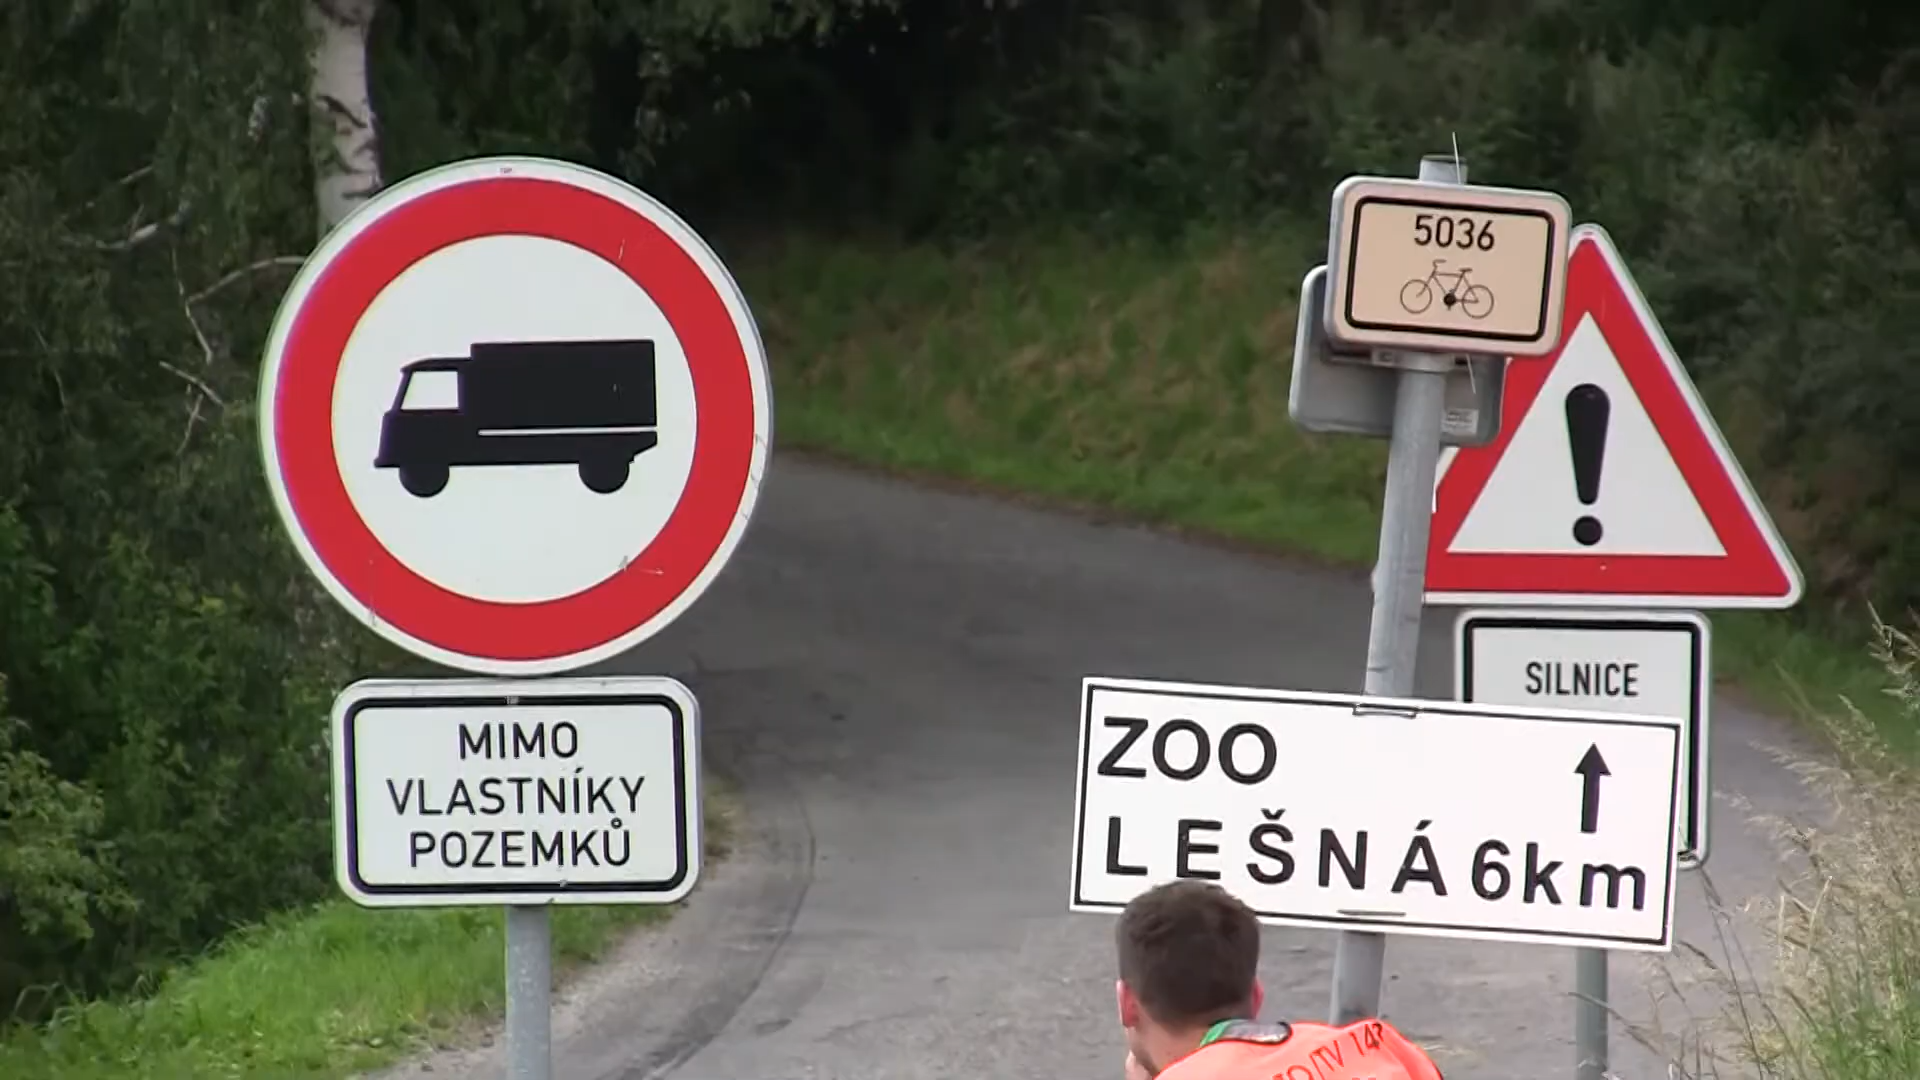 MIMO
VLASTNÍKY
POZEMKŮ
5036
SILNICE
ZOO
LEŠNÁ 6km